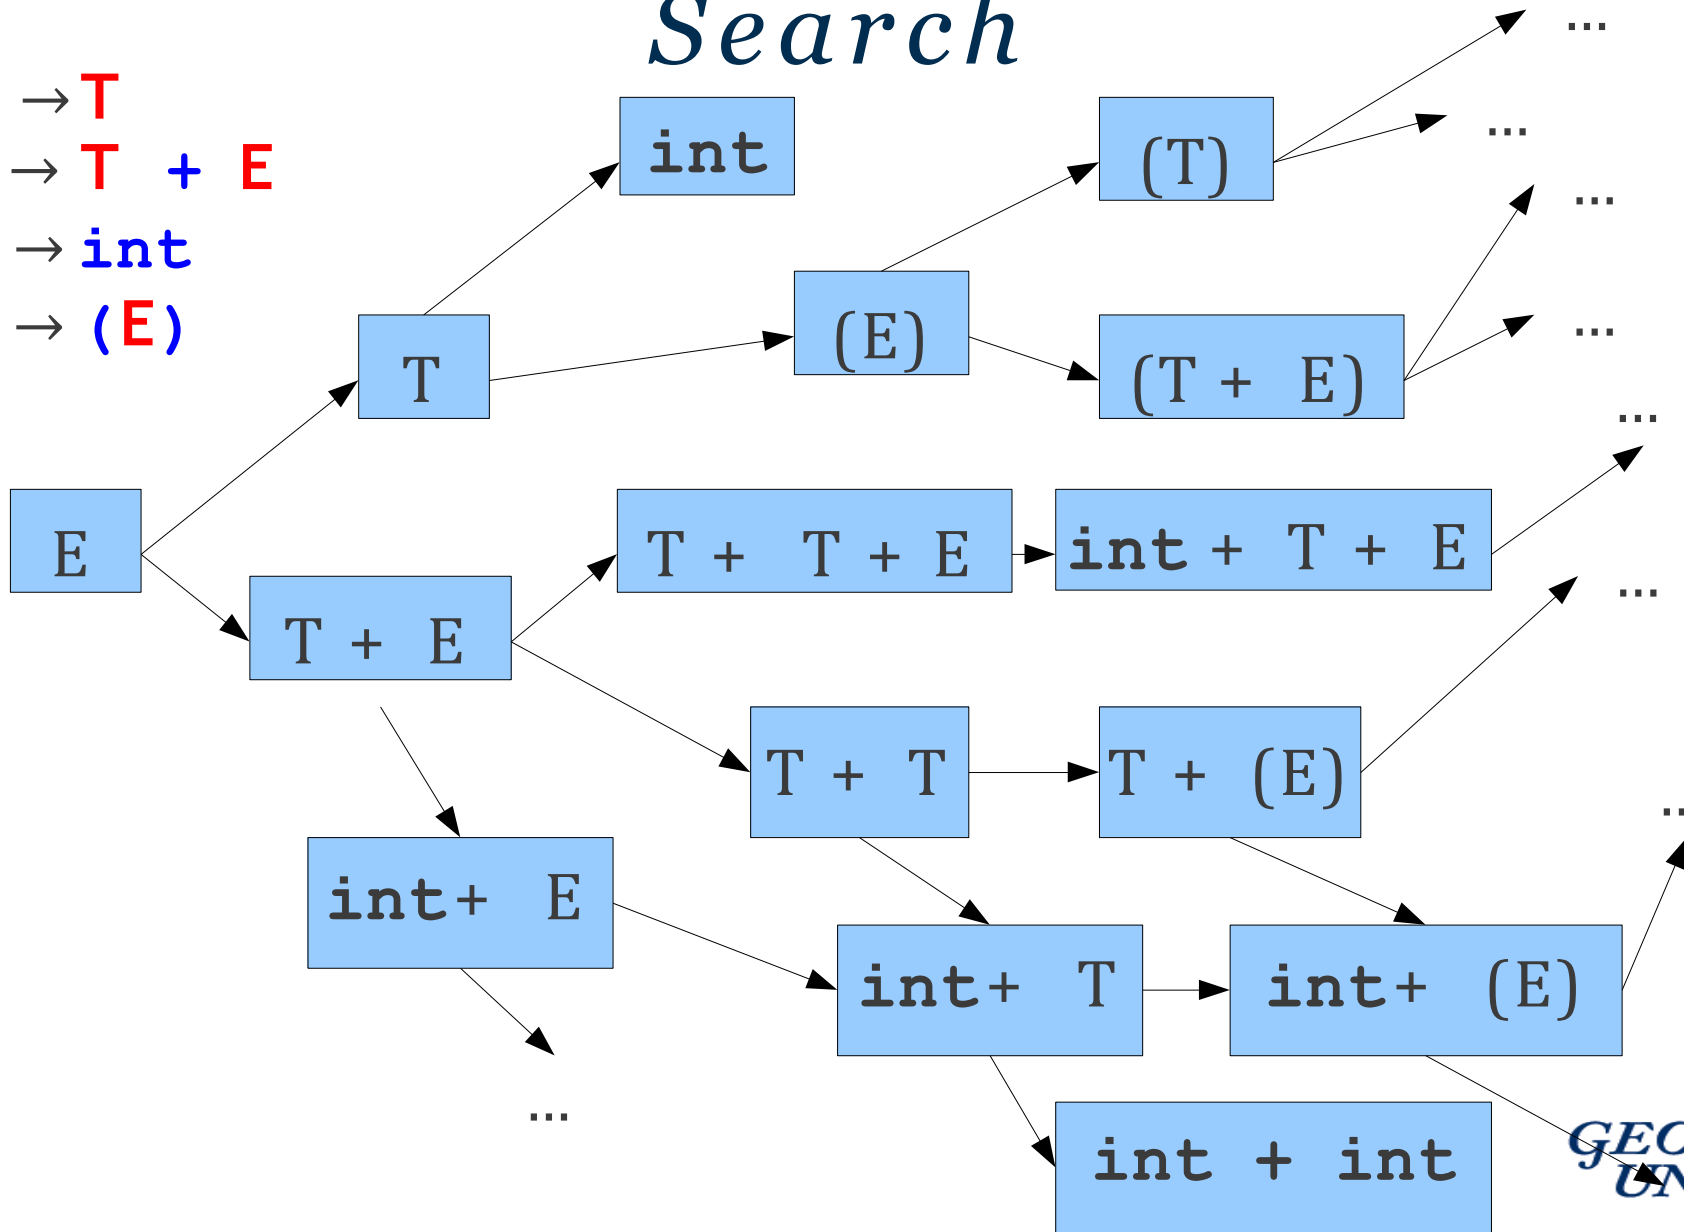 Search
→ T
→ T + E
→ int
→ (E)
...
...
int
(T)
...
(E)
T
(T + E)
...
...
E
T + T + E
int + T + E
...
T + E
T + T
T + (E)
...
int + E
int + T
int + (E)
...
int + int